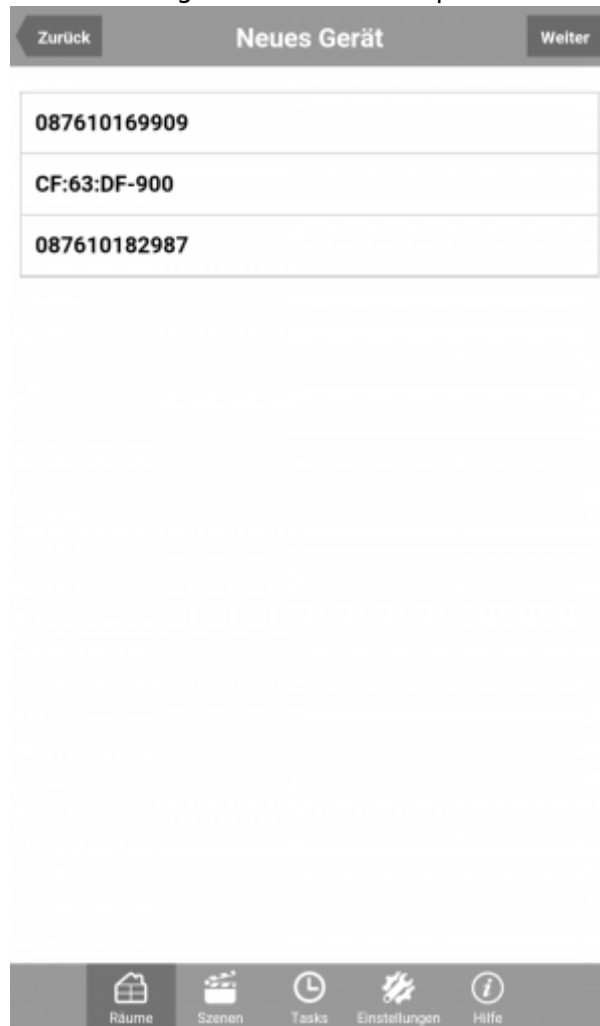 Zurück Neues Gerät Weiter
087610169909
CF:63:DF-900
087610182987
Räume Szenen Tasks Einstellungen Hilfe